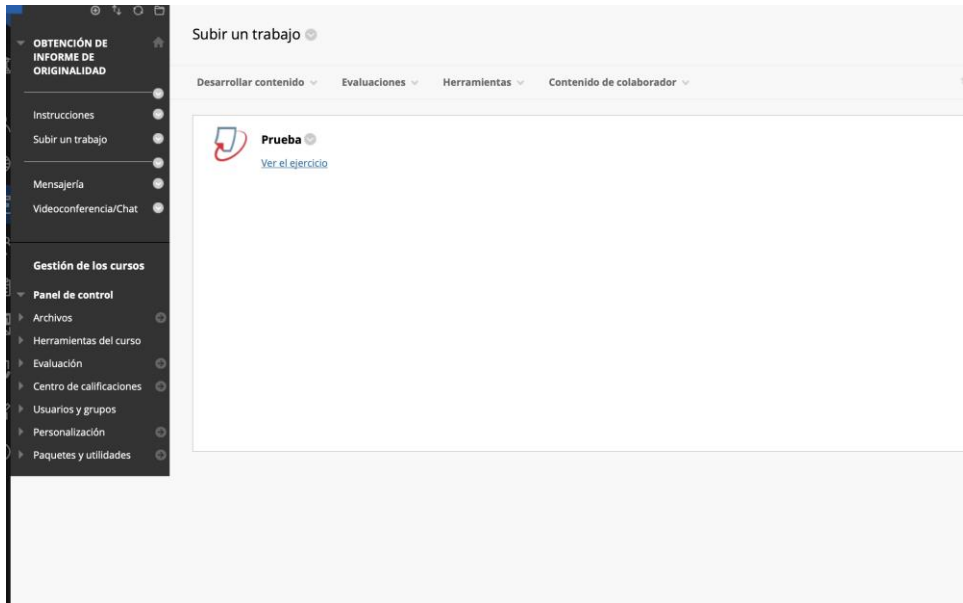 OBTENCIÓN DE
INFORME DE
ORIGINALIDAD
Instrucciones
Subir un trabajo
Mensajería
Videoconferencia/Chat
Gestión de los cursos
Panel de control
Archivos
Herramientas del curso
Evaluación
Centro de calificaciones
Usuarios y grupos
Personalización
Paquetes y utilidades
Subir un trabajo
Desarrollar contenido Evaluaciones Herramientas Contenido de colaborador
Prueba
Ver el ejercicio